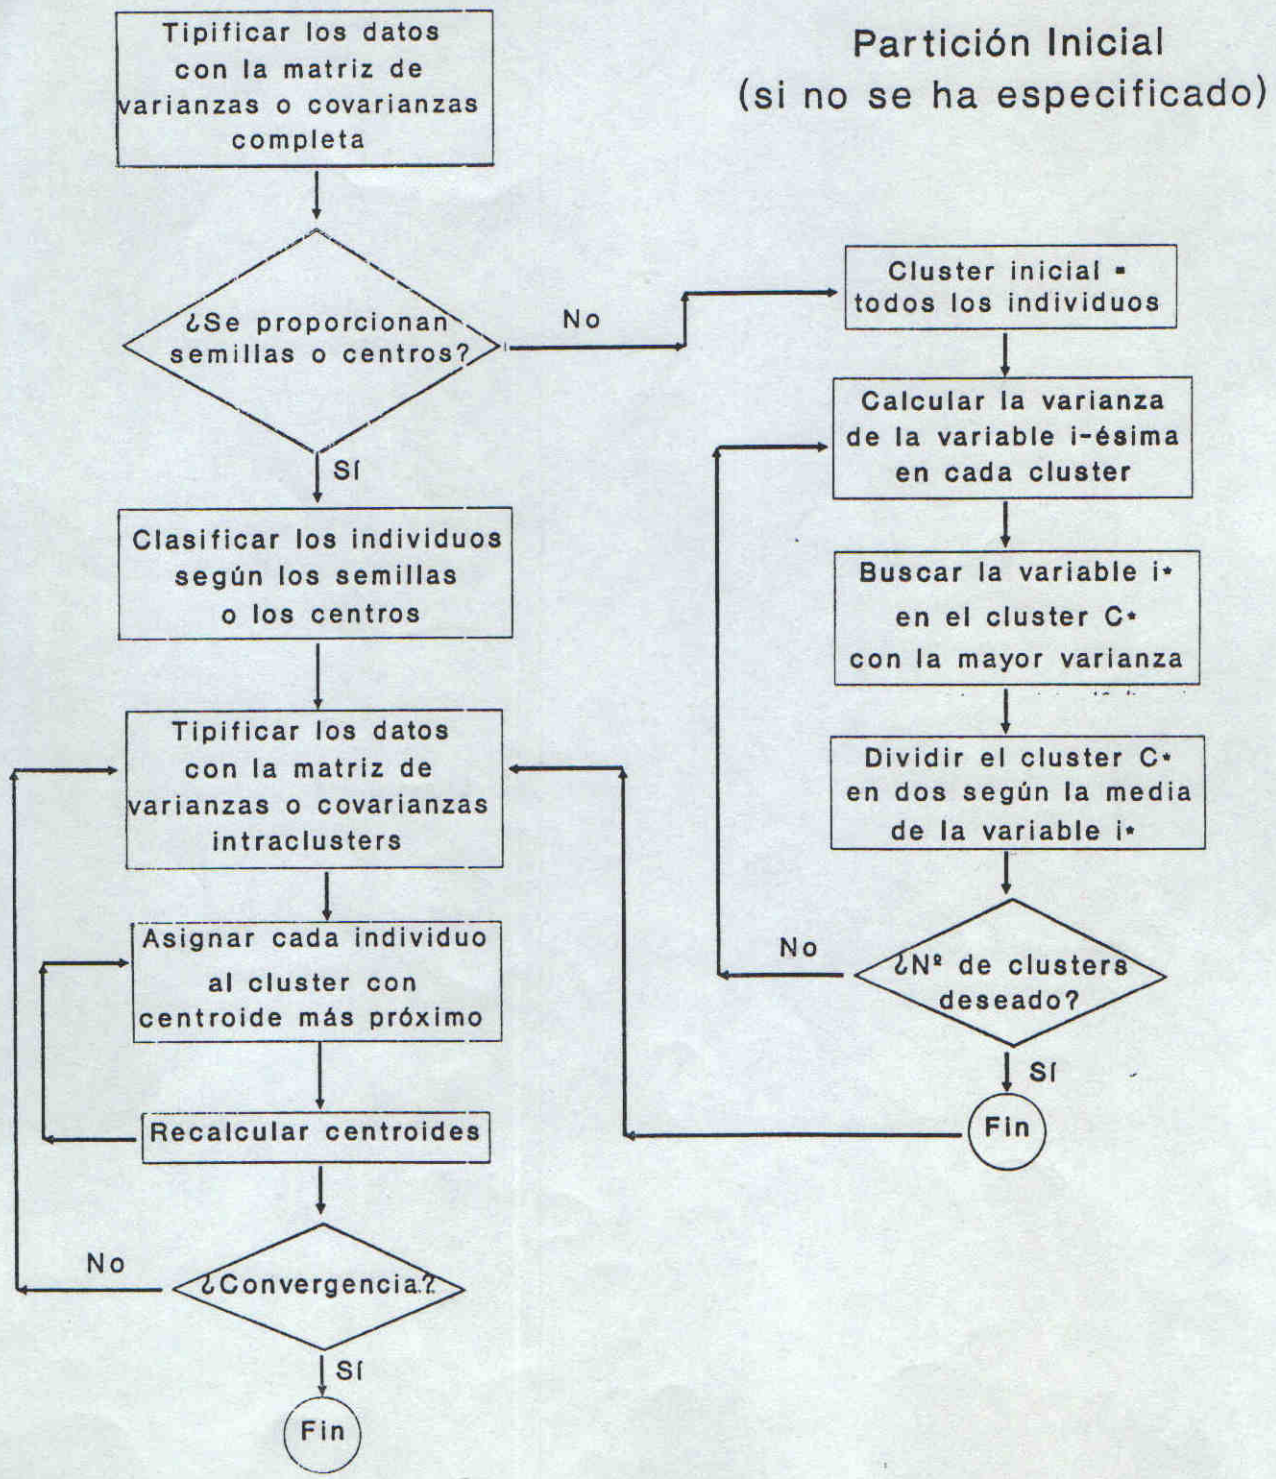 Partición Inicial
(si no se ha especificado)
Tipificar los datos
con la matriz de
varianzas o covarianzas
completa
¿Se proporcionan
semillas o centros?
No
Sí
Clasificar los individuos
según los semillas
o los centros
Tipificar los datos
con la matriz de
varianzas o covarianzas
intraclusters
Asignar cada individuo
al cluster con
centroide más próximo
Recalcular centroides
¿Convergencia?
No
Sí
Fin
Cluster inicial =
todos los individuos
Calcular la varianza
de la variable i-ésima
en cada cluster
Buscar la variable i*
en el cluster C*
con la mayor varianza
Dividir el cluster C*
en dos según la media
de la variable i*
¿Nº de clusters
deseado?
No
Sí
Fin